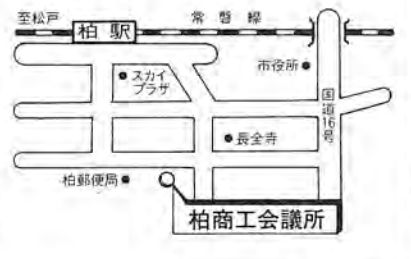 至松戸
常磐線
柏駅
市役所
スカイ
プラザ
国道16号
長全寺
柏郵便局
柏商工会議所